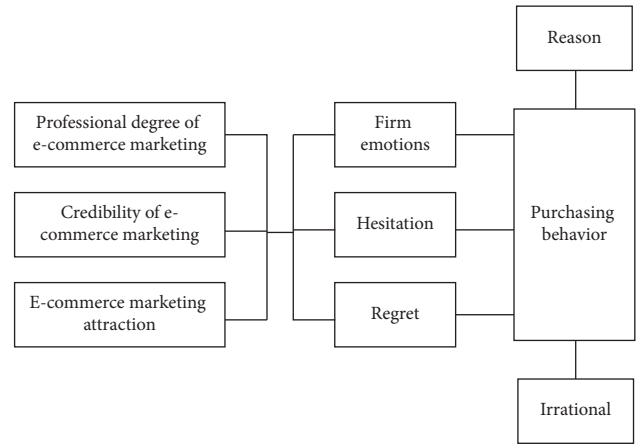 Reason
Professional degree of
e-commerce marketing
Firm
emotions
Credibility of e-
commerce marketing
Hesitation
Purchasing
behavior
E-commerce marketing
attraction
Regret
Irrational